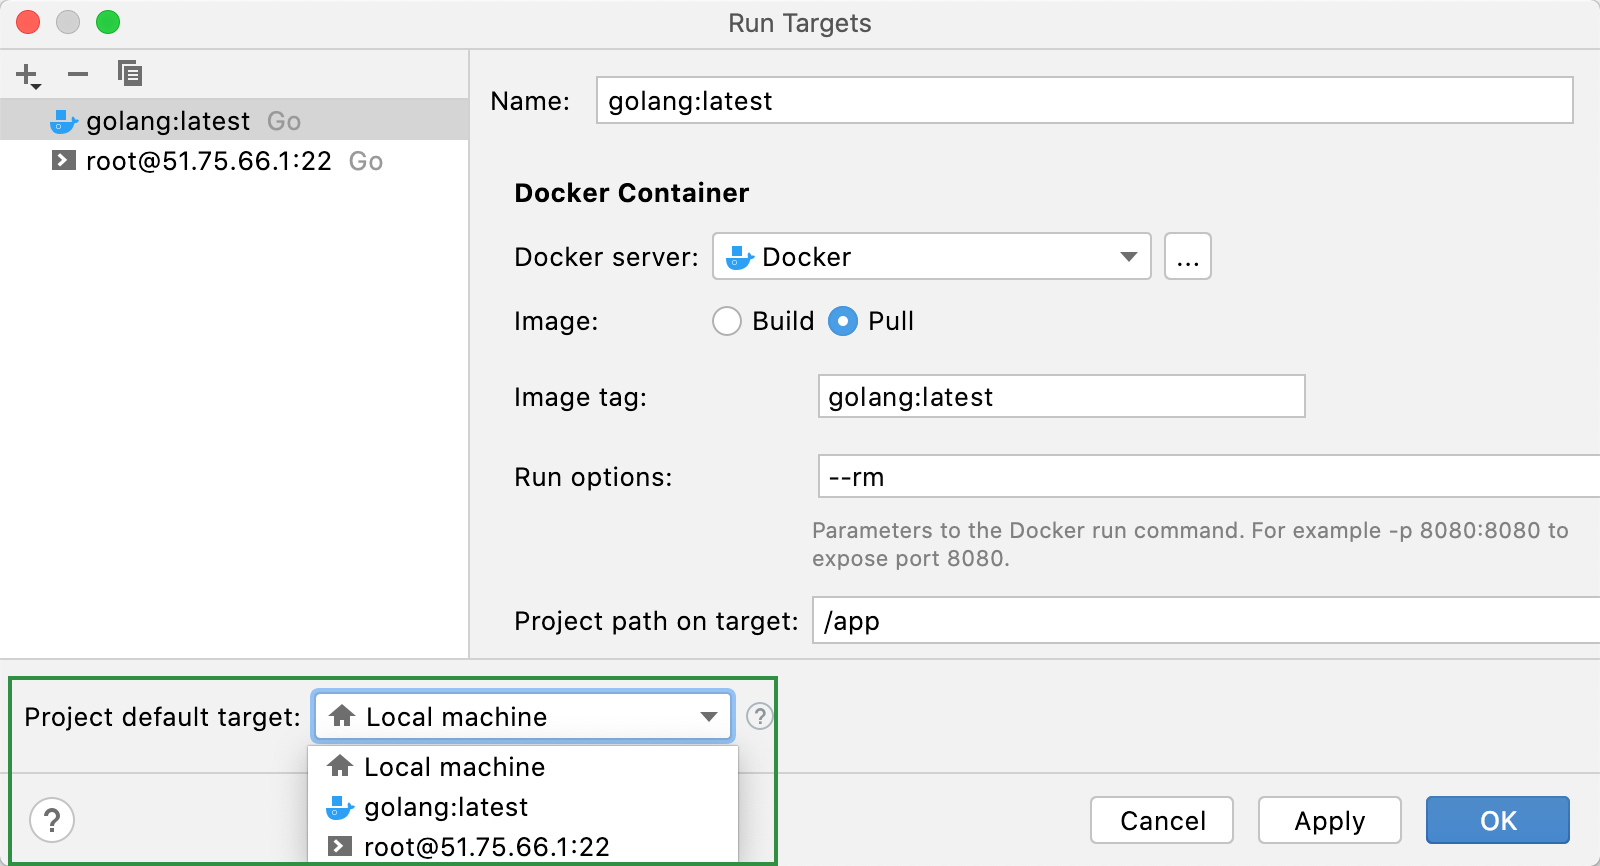 Run Targets
golang:latest Go
root@51.75.66.1:22 Go
Name: golang:latest
Docker Container
Docker server: Docker ...
Image: Build Pull
Image tag: golang:latest
Run options: --rm
Parameters to the Docker run command. For example -p 8080:8080 to
expose port 8080.
Project path on target: /app
Project default target: Local machine ?
Local machine
golang:latest
root@51.75.66.1:22
? Cancel Apply OK